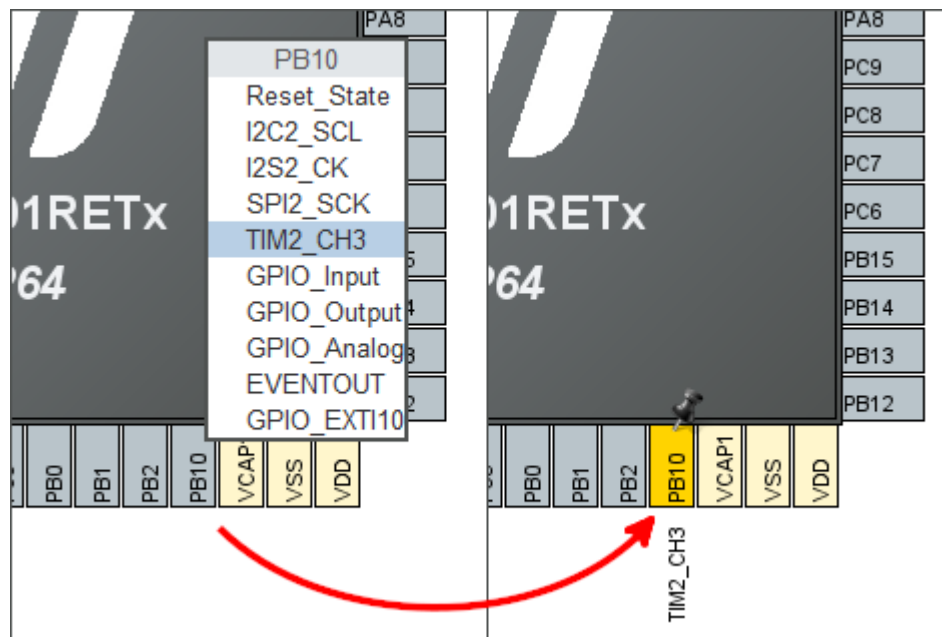 PA8
PB10
Reset_State
I2C2_SCL
I2S2_CK
SPI2_SCK
TIM2_CH3
GPIO_Input
GPIO_Output
GPIO_Analog
EVENTOUT
GPIO_EXTI10
01RETx
64
PB0
PB1
PB2
PB10
VCAP1
VSS
VDD
PA8
PC9
PC8
PC7
PC6
PB15
PB14
PB13
PB12
01RETx
64
PB0
PB1
PB2
PB10
VCAP1
VSS
VDD
TIM2_CH3